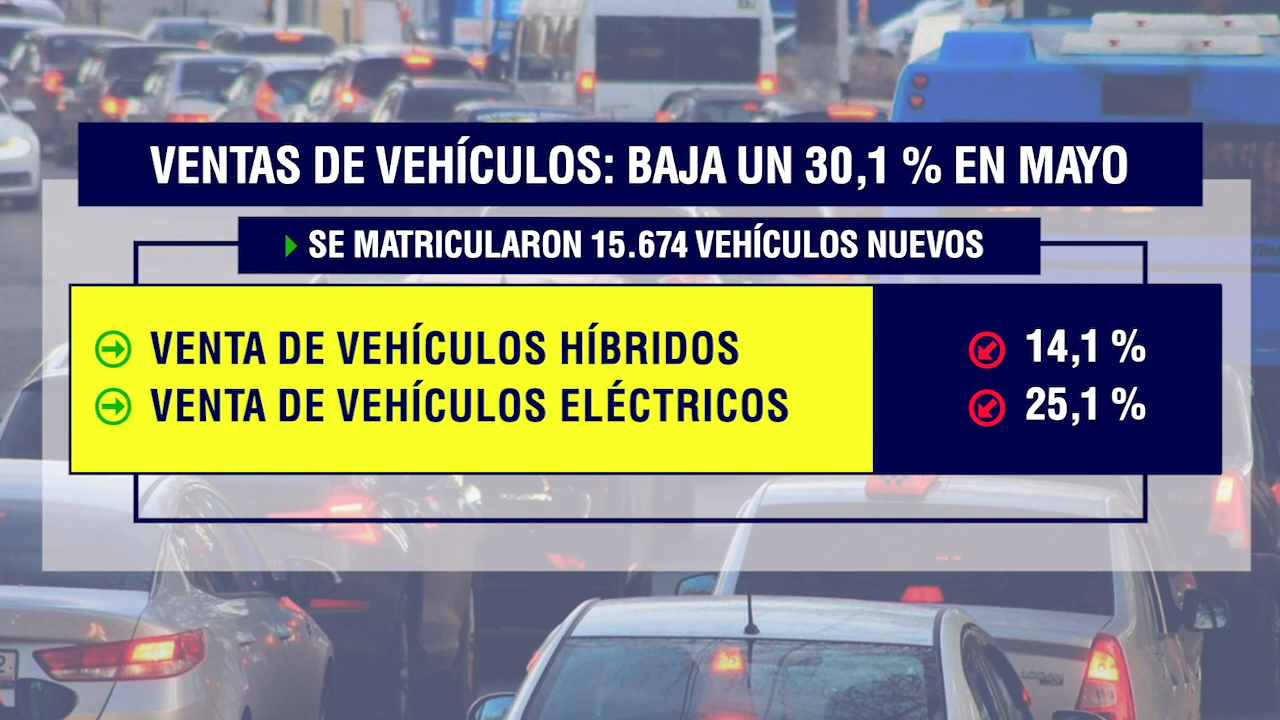 VENTAS DE VEHÍCULOS: BAJA UN 30,1 % EN MAYO
SE MATRICULARON 15.674 VEHÍCULOS NUEVOS
VENTA DE VEHÍCULOS HÍBRIDOS 14,1 %
VENTA DE VEHÍCULOS ELÉCTRICOS 25,1 %
LOGAN